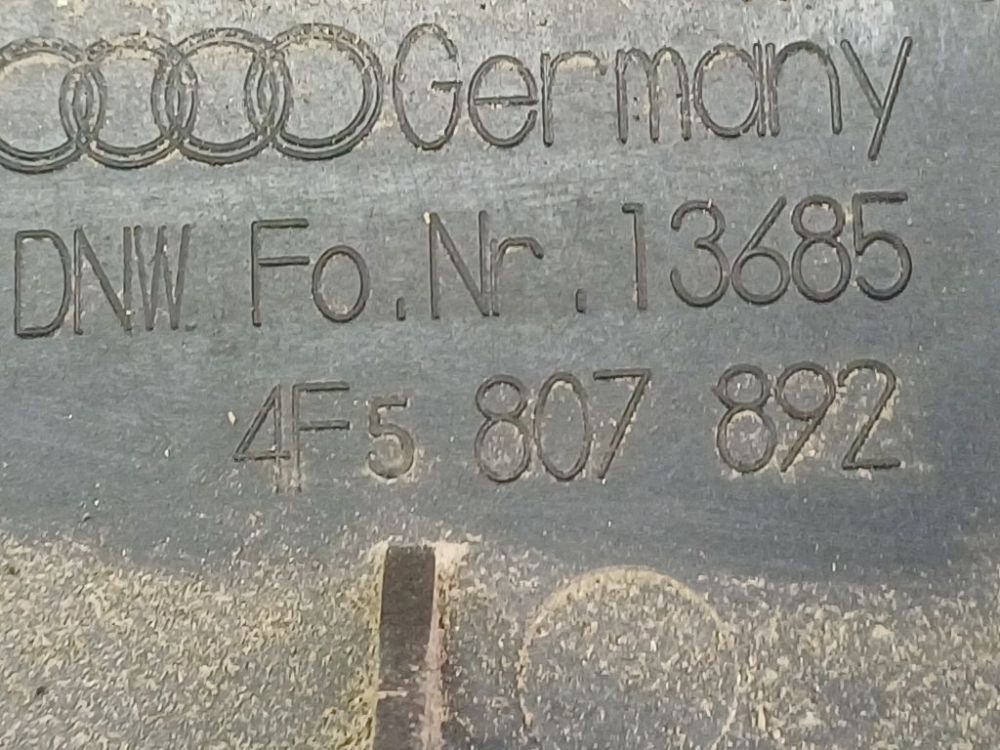 Germany
DNW Fo.Nr.13685
4F5 807 892